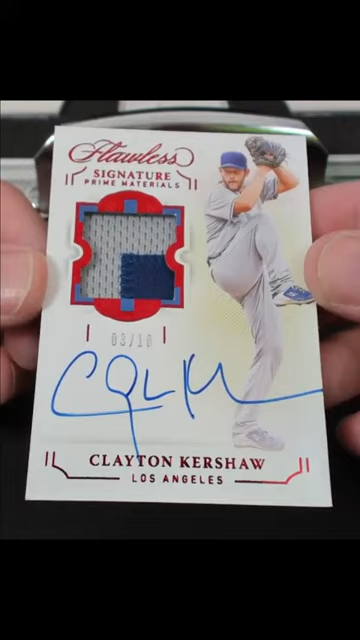 Flawless
SIGNATURE
PRIME MATERIALS
03/10
CLAYTON KERSHAW
LOS ANGELES